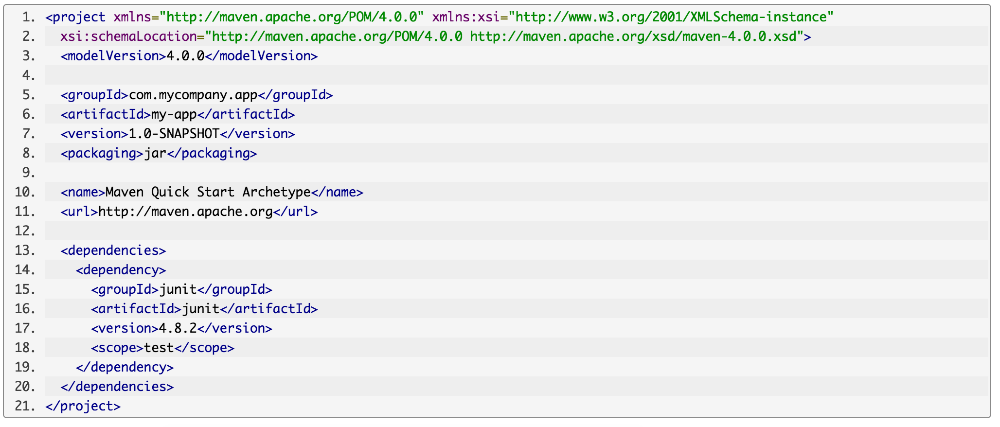 1. <project xmlns="http://maven.apache.org/POM/4.0.0" xmlns:xsi="http://www.w3.org/2001/XMLSchema-instance"
2.   xsi:schemaLocation="http://maven.apache.org/POM/4.0.0 http://maven.apache.org/xsd/maven-4.0.0.xsd">
3.   <modelVersion>4.0.0</modelVersion>
4.
5.   <groupId>com.mycompany.app</groupId>
6.   <artifactId>my-app</artifactId>
7.   <version>1.0-SNAPSHOT</version>
8.   <packaging>jar</packaging>
9.
10.   <name>Maven Quick Start Archetype</name>
11.   <url>http://maven.apache.org</url>
12.
13.   <dependencies>
14.     <dependency>
15.       <groupId>junit</groupId>
16.       <artifactId>junit</artifactId>
17.       <version>4.8.2</version>
18.       <scope>test</scope>
19.     </dependency>
20.   </dependencies>
21. </project>